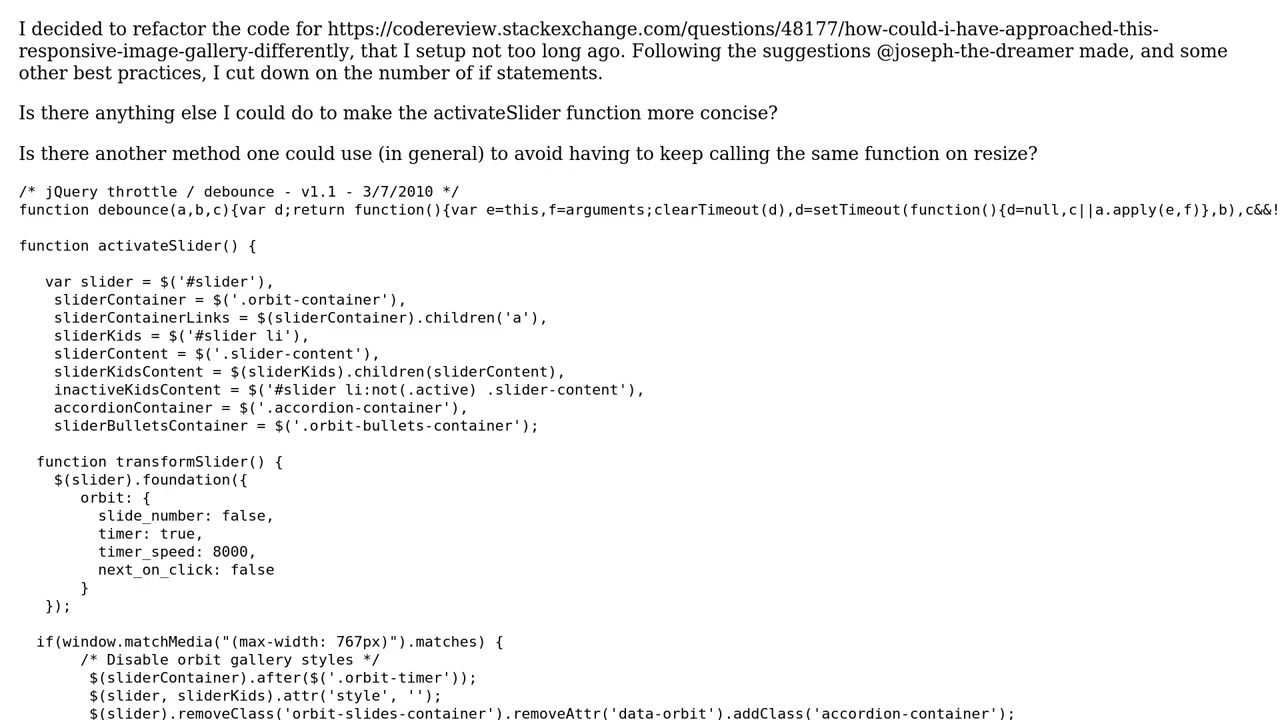 I decided to refactor the code for https://codereview.stackexchange.com/questions/48177/how-could-i-have-approached-this-
responsive-image-gallery-differently, that I setup not too long ago. Following the suggestions @joseph-the-dreamer made, and some
other best practices, I cut down on the number of if statements.
Is there anything else I could do to make the activateSlider function more concise?
Is there another method one could use (in general) to avoid having to keep calling the same function on resize?
/* jQuery throttle / debounce - v1.1 - 3/7/2010 */
function debounce(a,b,c){var d;return function(){var e=this,f=arguments;clearTimeout(d),d=setTimeout(function(){d=null,c||a.apply(e,f)},b),c&&!
function activateSlider() {
   var slider = $('#slider'),
    sliderContainer = $('.orbit-container'),
    sliderContainerLinks = $(sliderContainer).children('a'),
    sliderKids = $('#slider li'),
    sliderContent = $('.slider-content'),
    sliderKidsContent = $(sliderKids).children(sliderContent),
    inactiveKidsContent = $('#slider li:not(.active) .slider-content'),
    accordionContainer = $('.accordion-container'),
    sliderBulletsContainer = $('.orbit-bullets-container');
  function transformSlider() {
    $(slider).foundation({
       orbit: {
         slide_number: false,
         timer: true,
         timer_speed: 8000,
         next_on_click: false
       }
   });
  if(window.matchMedia("(max-width: 767px)").matches) {
       /* Disable orbit gallery styles */
        $(sliderContainer).after($('.orbit-timer'));
        $(slider, sliderKids).attr('style', '');
        $(slider).removeClass('orbit-slides-container').removeAttr('data-orbit').addClass('accordion-container');